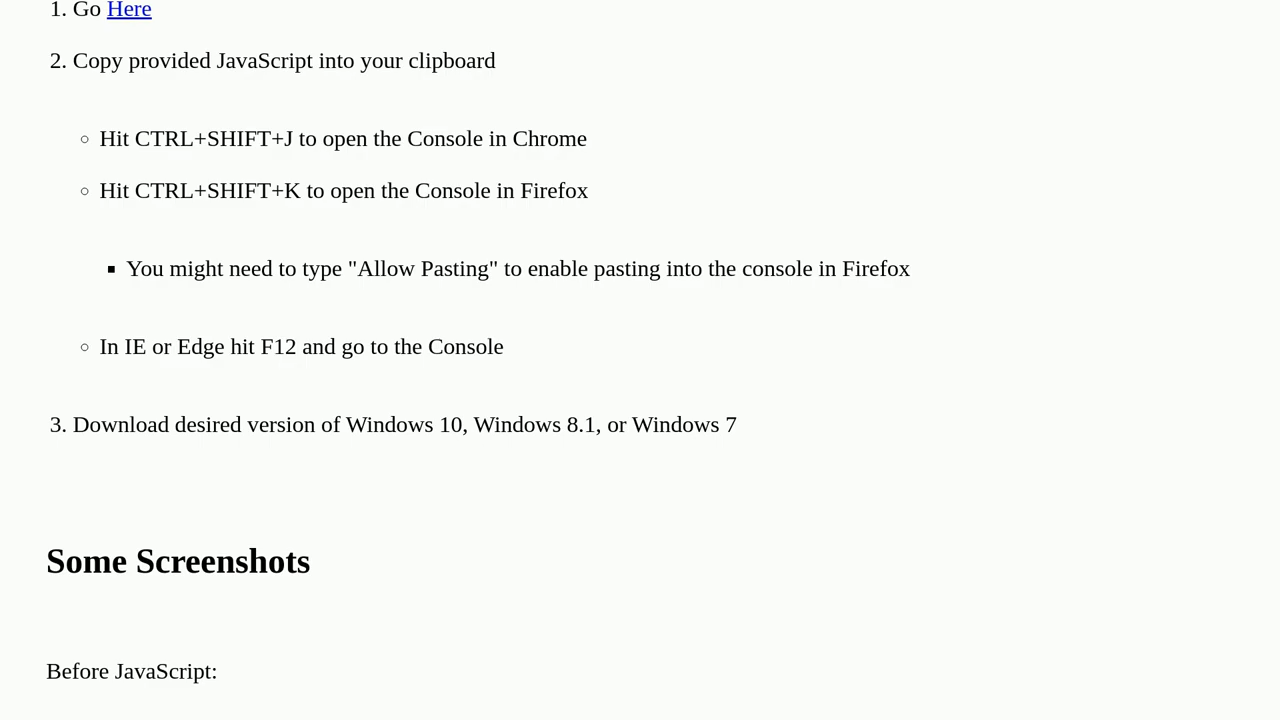 1. Go Here
2. Copy provided JavaScript into your clipboard
Hit CTRL+SHIFT+J to open the Console in Chrome
Hit CTRL+SHIFT+K to open the Console in Firefox
You might need to type "Allow Pasting" to enable pasting into the console in Firefox
In IE or Edge hit F12 and go to the Console
3. Download desired version of Windows 10, Windows 8.1, or Windows 7
Some Screenshots
Before JavaScript: